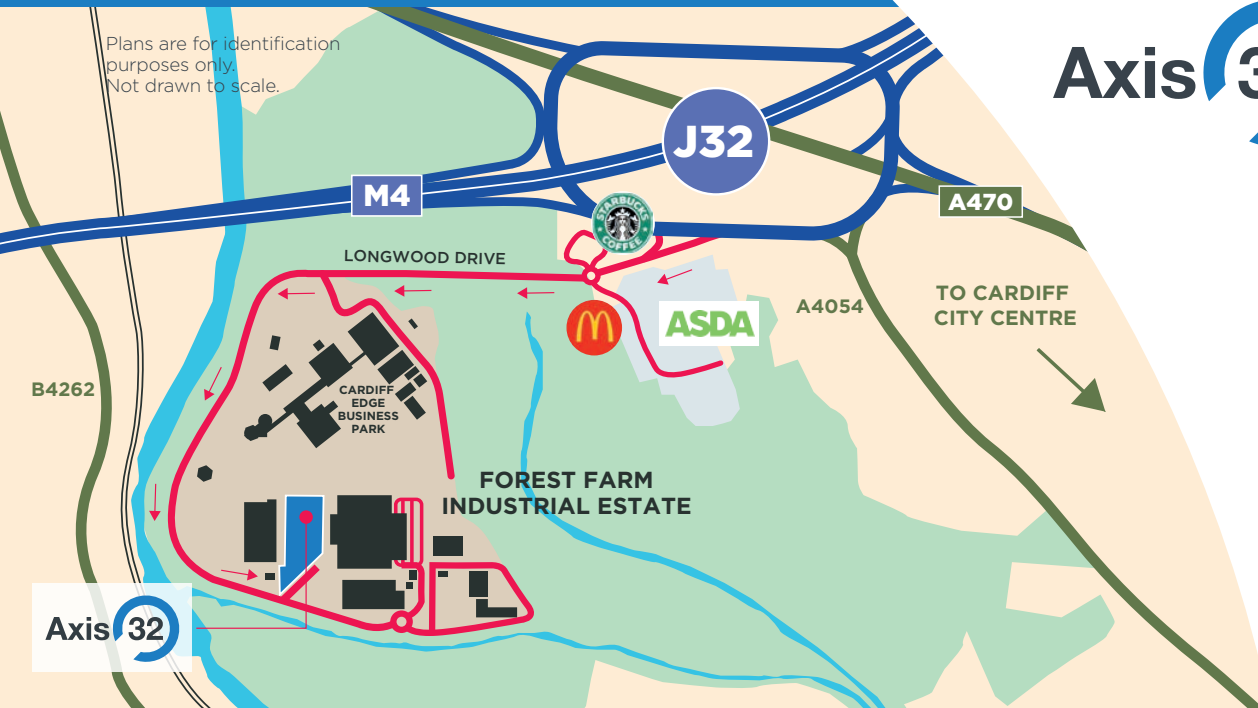 Plans are for identification
purposes only.
Not drawn to scale.
Axis 3
J32
M4
A470
STARBUCKS
COFFEE
LONGWOOD DRIVE
TO CARDIFF
CITY CENTRE
A4054
ASDA
B4262
CARDIFF
EDGE
BUSINESS
PARK
FOREST FARM
INDUSTRIAL ESTATE
Axis 32